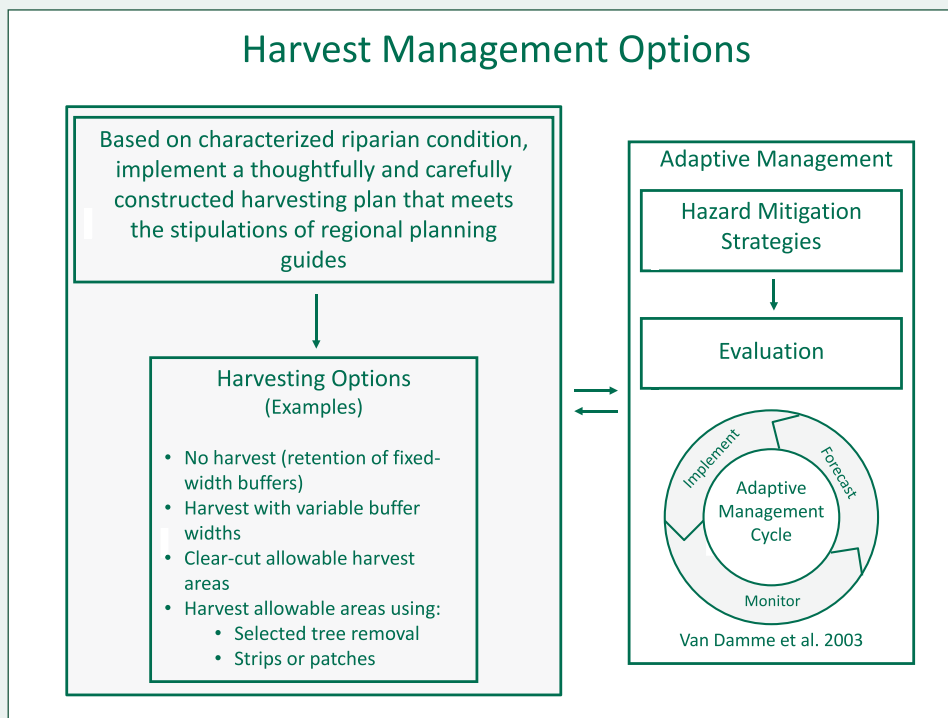 Harvest Management Options
Based on characterized riparian condition,
implement a thoughtfully and carefully
constructed harvesting plan that meets
the stipulations of regional planning
guides
Harvesting Options
(Examples)
• No harvest (retention of fixed-
width buffers)
• Harvest with variable buffer
widths
• Clear-cut allowable harvest
areas
• Harvest allowable areas using:
• Selected tree removal
• Strips or patches
Adaptive Management
Hazard Mitigation
Strategies
Evaluation
Implement
Forecast
Adaptive
Management
Cycle
Monitor
Van Damme et al. 2003